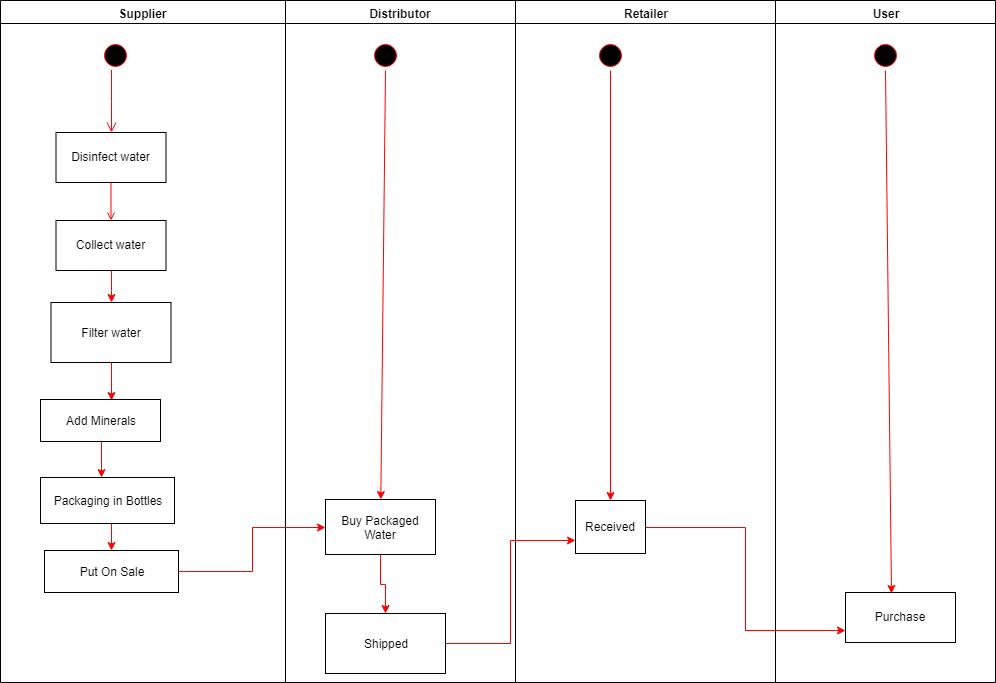 Supplier
Distributor
Retailer
User
Disinfect water
Collect water
Filter water
Add Minerals
Packaging in Bottles
Put On Sale
Buy Packaged
Water
Shipped
Received
Purchase